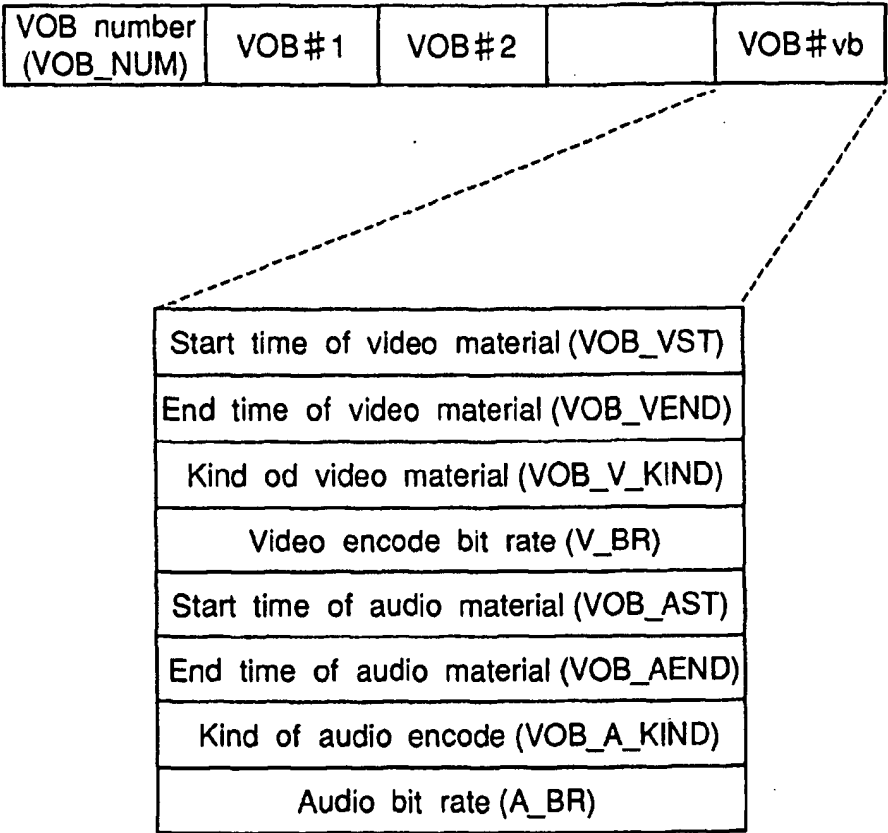 VOB number
(VOB_NUM)
VOB#1
VOB#2
VOB#vb
Start time of video material (VOB_VST)
End time of video material (VOB_VEND)
Kind od video material (VOB_V_KIND)
Video encode bit rate (V_BR)
Start time of audio material (VOB_AST)
End time of audio material (VOB_AEND)
Kind of audio encode (VOB_A_KIND)
Audio bit rate (A_BR)